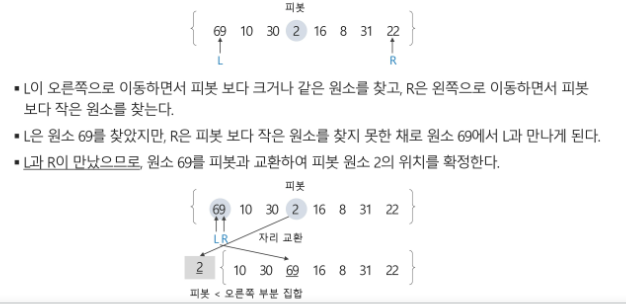 피봇
69 10 30 2 16 8 31 22
L R
▪ L이 오른쪽으로 이동하면서 피봇 보다 크거나 같은 원소를 찾고, R은 왼쪽으로 이동하면서 피봇
보다 작은 원소를 찾는다.
▪ L은 원소 69를 찾았지만, R은 피봇 보다 작은 원소를 찾지 못한 채로 원소 69에서 L과 만나게 된다.
▪ L과 R이 만났으므로, 원소 69를 피봇과 교환하여 피봇 원소 2의 위치를 확정한다.
피봇
69 10 30 2 16 8 31 22
L R 자리 교환
2 10 30 69 16 8 31 22
피봇 < 오른쪽 부분 집합